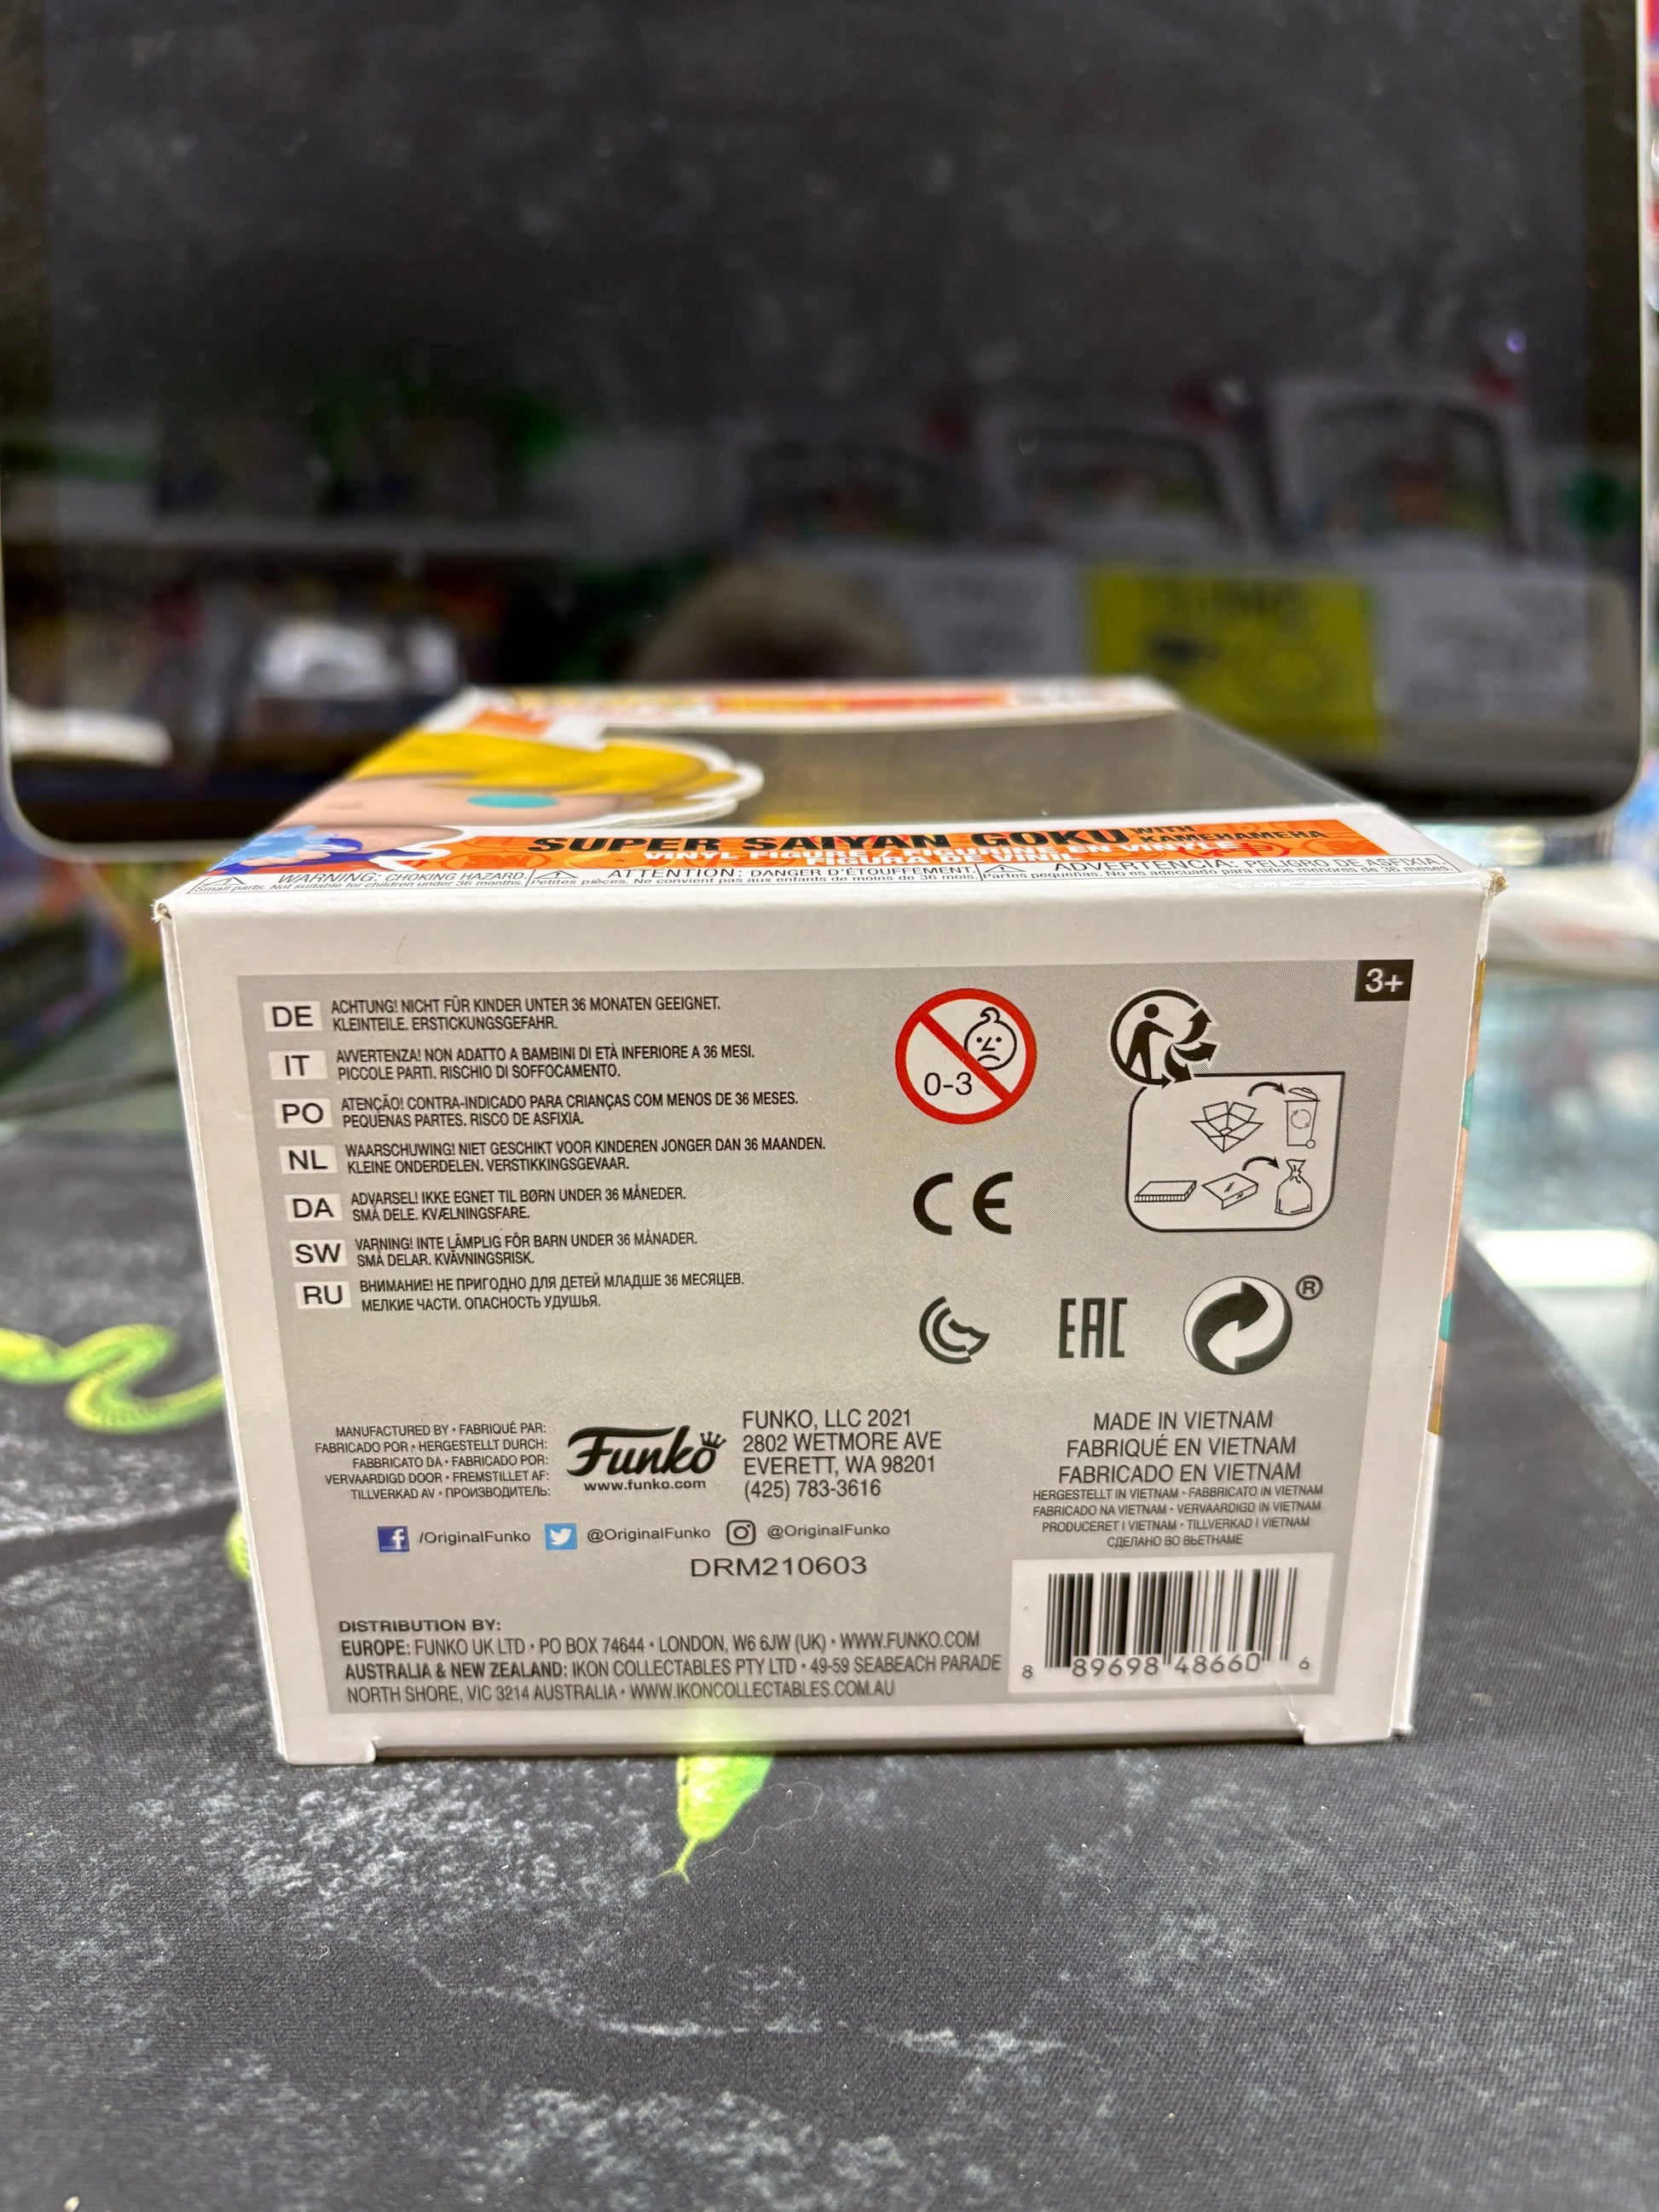 SUPER SAIYAN GOKU WITH KAMEHAMEHA
VINYL FIGURE / FIGURINE EN VINYLE /
FIGURA DE VINIL
WARNING: CHOKING HAZARD.
Small parts. Not suitable for children under 36 months.
ATTENTION: DANGER D'ÉTOUFFEMENT.
Petites pièces. Ne convient pas aux enfants de moins de 36 mois.
ADVERTENCIA: PELIGRO DE ASFIXIA.
Partes pequeñas. No es adecuado para niños menores de 36 meses.
3+
DE ACHTUNG! NICHT FÜR KINDER UNTER 36 MONATEN GEEIGNET.
KLEINTEILE. ERSTICKUNGSGEFAHR.
IT AVVERTENZA! NON ADATTO A BAMBINI DI ETÀ INFERIORE A 36 MESI.
PICCOLE PARTI. RISCHIO DI SOFFOCAMENTO.
PO ATENÇÃO! CONTRA-INDICADO PARA CRIANÇAS COM MENOS DE 36 MESES.
PEQUENAS PARTES. RISCO DE ASFIXIA.
NL WAARSCHUWING! NIET GESCHIKT VOOR KINDEREN JONGER DAN 36 MAANDEN.
KLEINE ONDERDELEN. VERSTIKKINGSGEVAAR.
DA ADVARSEL! IKKE EGNET TIL BØRN UNDER 36 MÅNEDER.
SMÅ DELE. KVÆLNINGSFARE.
SW VARNING! INTE LÄMPLIG FÖR BARN UNDER 36 MÅNADER.
SMÅ DELAR. KVÄVNINGSRISK.
RU ВНИМАНИЕ! НЕ ПРИГОДНО ДЛЯ ДЕТЕЙ МЛАДШЕ 36 МЕСЯЦЕВ.
МЕЛКИЕ ЧАСТИ. ОПАСНОСТЬ УДУШЬЯ.
0-3
CE
EAC
®
MANUFACTURED BY • FABRIQUÉ PAR:
FABRICADO POR • HERGESTELLT DURCH:
FABBRICATO DA • FABRICADO POR:
VERVAARDIGD DOOR • FREMSTILLET AF:
TILLVERKAD AV • ПРОИЗВОДИТЕЛЬ:
Funko
www.funko.com
FUNKO, LLC 2021
2802 WETMORE AVE
EVERETT, WA 98201
(425) 783-3616
MADE IN VIETNAM
FABRIQUÉ EN VIETNAM
FABRICADO EN VIETNAM
HERGESTELLT IN VIETNAM • FABBRICATO IN VIETNAM
FABRICADO NA VIETNAM • VERVAARDIGD IN VIETNAM
PRODUCERET I VIETNAM • TILLVERKAD I VIETNAM
СДЕЛАНО ВО ВЬЕТНАМЕ
f /OriginalFunko @OriginalFunko @OriginalFunko
DRM210603
DISTRIBUTION BY:
EUROPE: FUNKO UK LTD • PO BOX 74644 • LONDON, W6 6JW (UK) • WWW.FUNKO.COM
AUSTRALIA & NEW ZEALAND: IKON COLLECTABLES PTY LTD • 49-59 SEABEACH PARADE
NORTH SHORE, VIC 3214 AUSTRALIA • WWW.IKONCOLLECTABLES.COM.AU
8 89698 48660 6